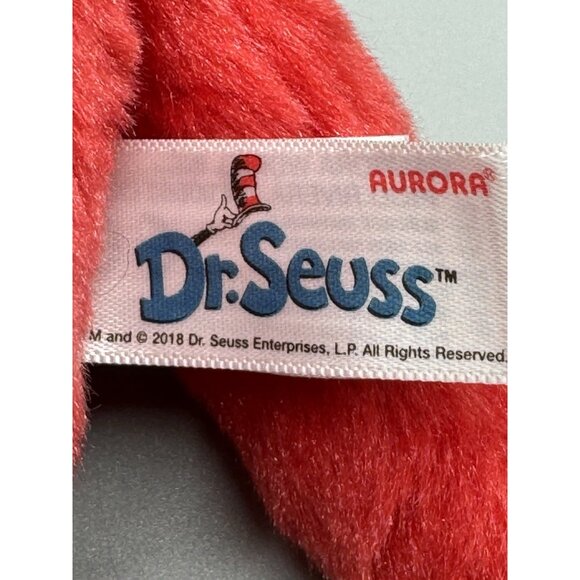 AURORA®
Dr. Seuss™
M and © 2018 Dr. Seuss Enterprises, L.P. All Rights Reserved.